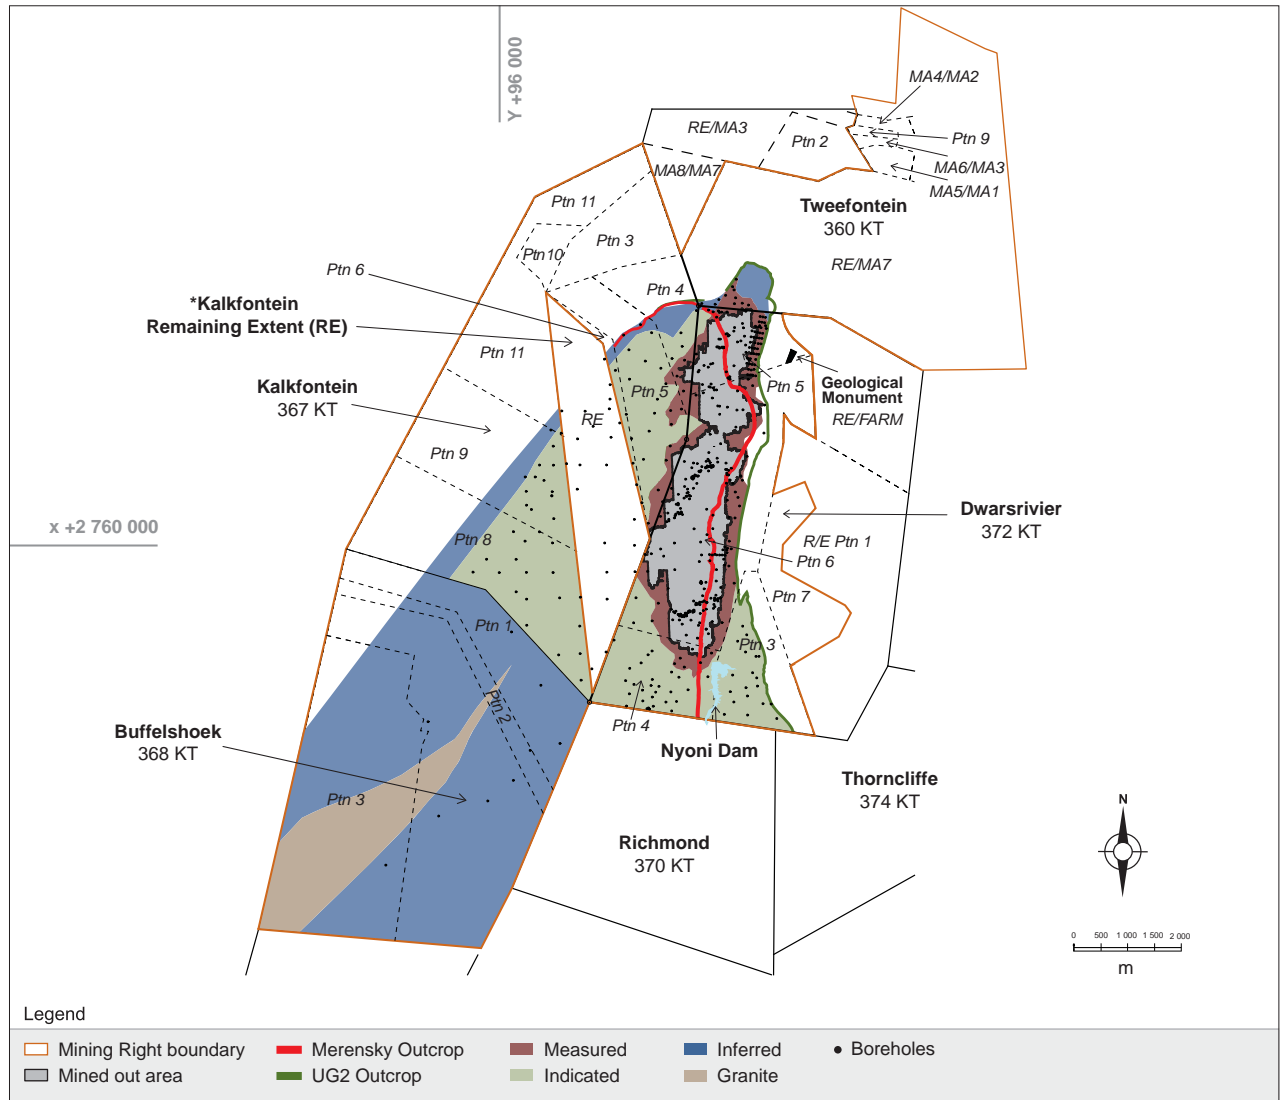 Y +96 000
MA4/MA2
RE/MA3
Ptn 2
Ptn 9
MA8/MA7
MA6/MA3
MA5/MA1
Ptn 11
Tweefontein
360 KT
Ptn 3
Ptn10
RE/MA7
Ptn 6
Ptn 4
*Kalkfontein
Remaining Extent (RE)
Ptn 11
Kalkfontein
367 KT
Ptn 5
Ptn 5
Geological
Monument
RE/FARM
RE
Ptn 9
x +2 760 000
Dwarsrivier
372 KT
Ptn 8
R/E Ptn 1
Ptn 6
Ptn 7
Ptn 1
Ptn 3
Ptn 2
Ptn 4
Buffelshoek
368 KT
Nyoni Dam
Thorncliffe
374 KT
Ptn 3
Richmond
370 KT
N
0 500 1 000 1 500 2 000
m
Legend
Mining Right boundary
Merensky Outcrop
Measured
Inferred
Boreholes
Mined out area
UG2 Outcrop
Indicated
Granite